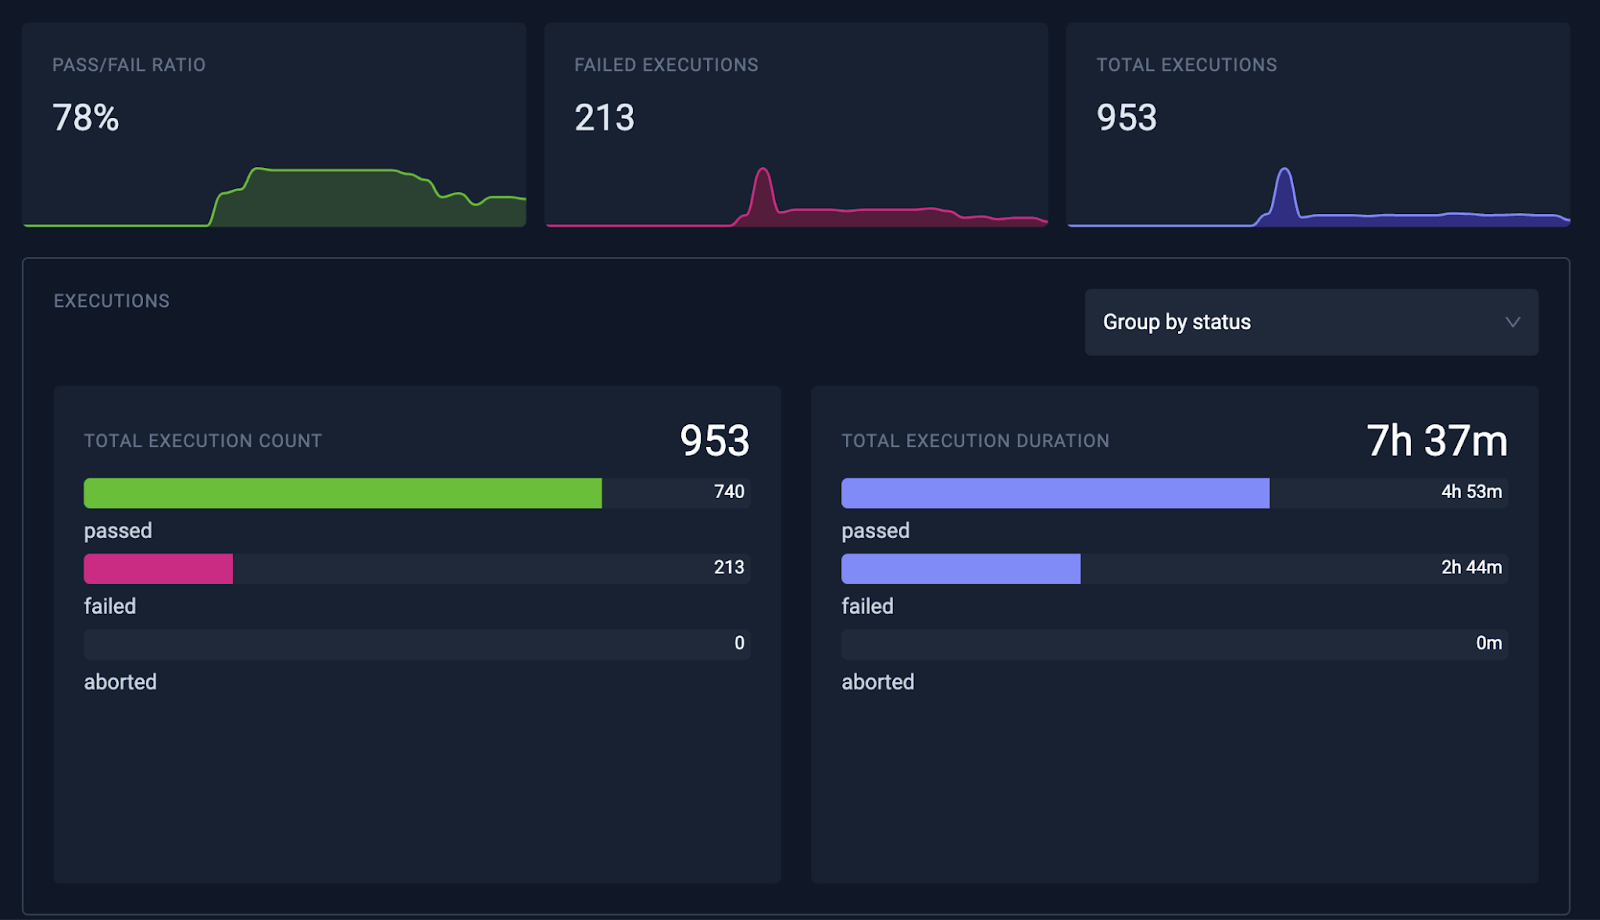 PASS/FAIL RATIO
78%
FAILED EXECUTIONS
213
TOTAL EXECUTIONS
953
EXECUTIONS
Group by status
TOTAL EXECUTION COUNT
953
740
passed
213
failed
0
aborted
TOTAL EXECUTION DURATION
7h 37m
4h 53m
passed
2h 44m
failed
0m
aborted